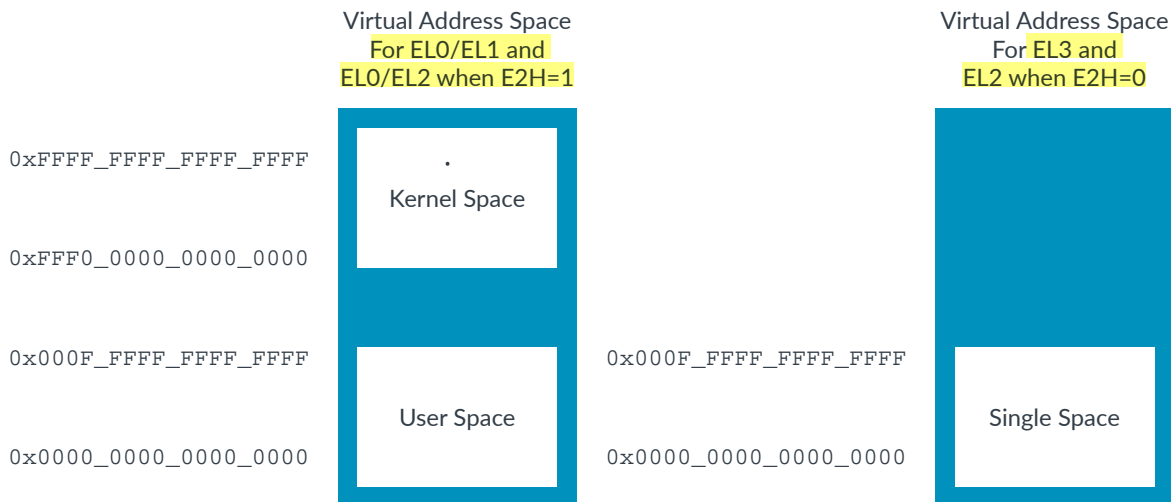 Virtual Address Space
For EL0/EL1 and
EL0/EL2 when E2H=1
0xFFFF_FFFF_FFFF_FFFF
.
Kernel Space
0xFFF0_0000_0000_0000
0x000F_FFFF_FFFF_FFFF
User Space
0x0000_0000_0000_0000
Virtual Address Space
For EL3 and
EL2 when E2H=0
0x000F_FFFF_FFFF_FFFF
Single Space
0x0000_0000_0000_0000